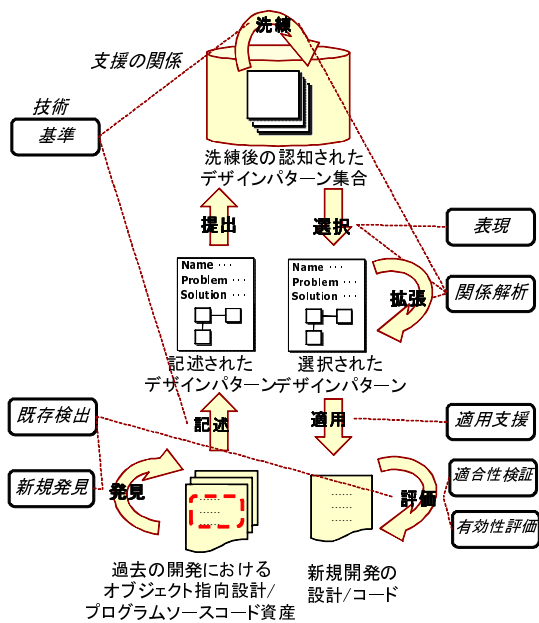 洗練
支援の関係
技術
基準
洗練後の認知された
デザインパターン集合
提出
選択
表現
Name ···
Problem ···
Solution ···
Name ···
Problem ···
Solution ···
拡張
関係解析
記述された
デザインパターン
選択された
デザインパターン
既存検出
記述
適用
適用支援
新規発見
発見
······
······
······
·····
·····
評価
適合性検証
有効性評価
過去の開発における
オブジェクト指向設計/
プログラムソースコード資産
新規開発の
設計/コード